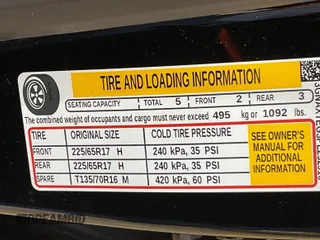 TIRE AND LOADING INFORMATION
SEATING CAPACITY TOTAL 5 FRONT 2 REAR 3
The combined weight of occupants and cargo must never exceed 495 kg or 1092 lbs.
TIRE ORIGINAL SIZE COLD TIRE PRESSURE
FRONT 225/65R17 H 240 kPa, 35 PSI
REAR 225/65R17 H 240 kPa, 35 PSI
SPARE T135/70R16 M 420 kPa, 60 PSI
SEE OWNER'S
MANUAL FOR
ADDITIONAL
INFORMATION